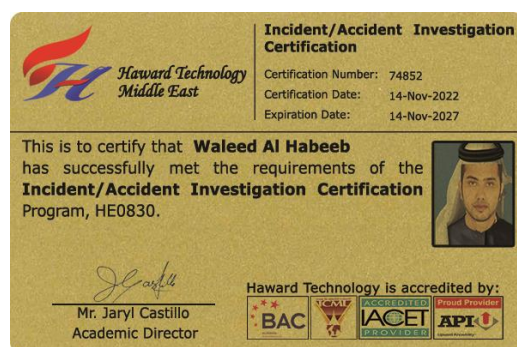 Haward Technology
Middle East
Incident/Accident Investigation
Certification
Certification Number: 74852
Certification Date: 14-Nov-2022
Expiration Date: 14-Nov-2027
This is to certify that Waleed Al Habeeb
has successfully met the requirements of the
Incident/Accident Investigation Certification
Program, HE0830.
Mr. Jaryl Castillo
Academic Director
Haward Technology is accredited by:
BAC
TCMI
ACCREDITED
IACET
PROVIDER
Proud Provider
API U